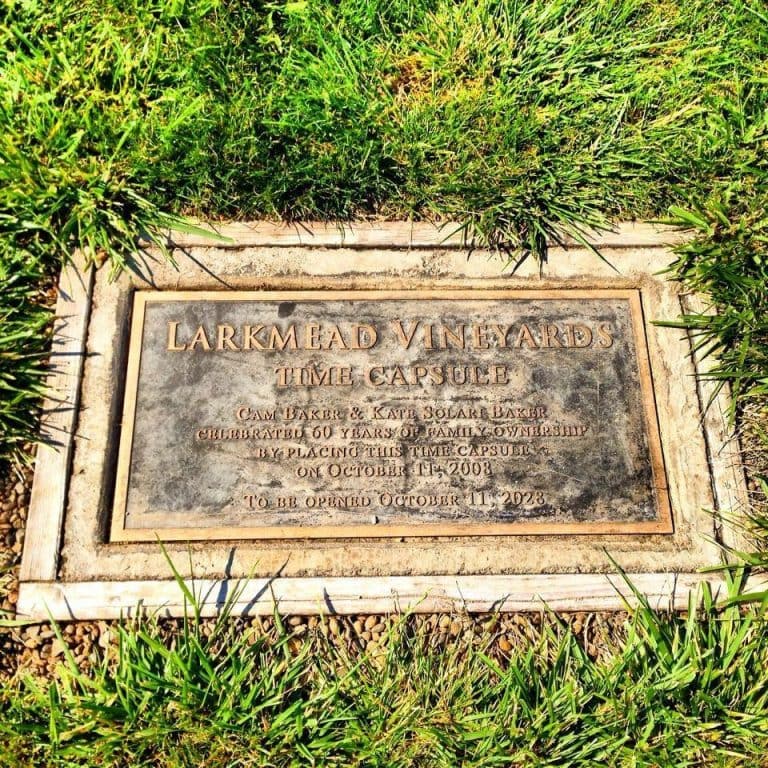 LARKMEAD VINEYARDS
TIME CAPSULE
CAM BAKER & KATE SOLARI BAKER
CELEBRATED 60 YEARS OF FAMILY OWNERSHIP
BY PLACING THIS TIME CAPSULE
ON OCTOBER 11, 2008
TO BE OPENED OCTOBER 11, 2028